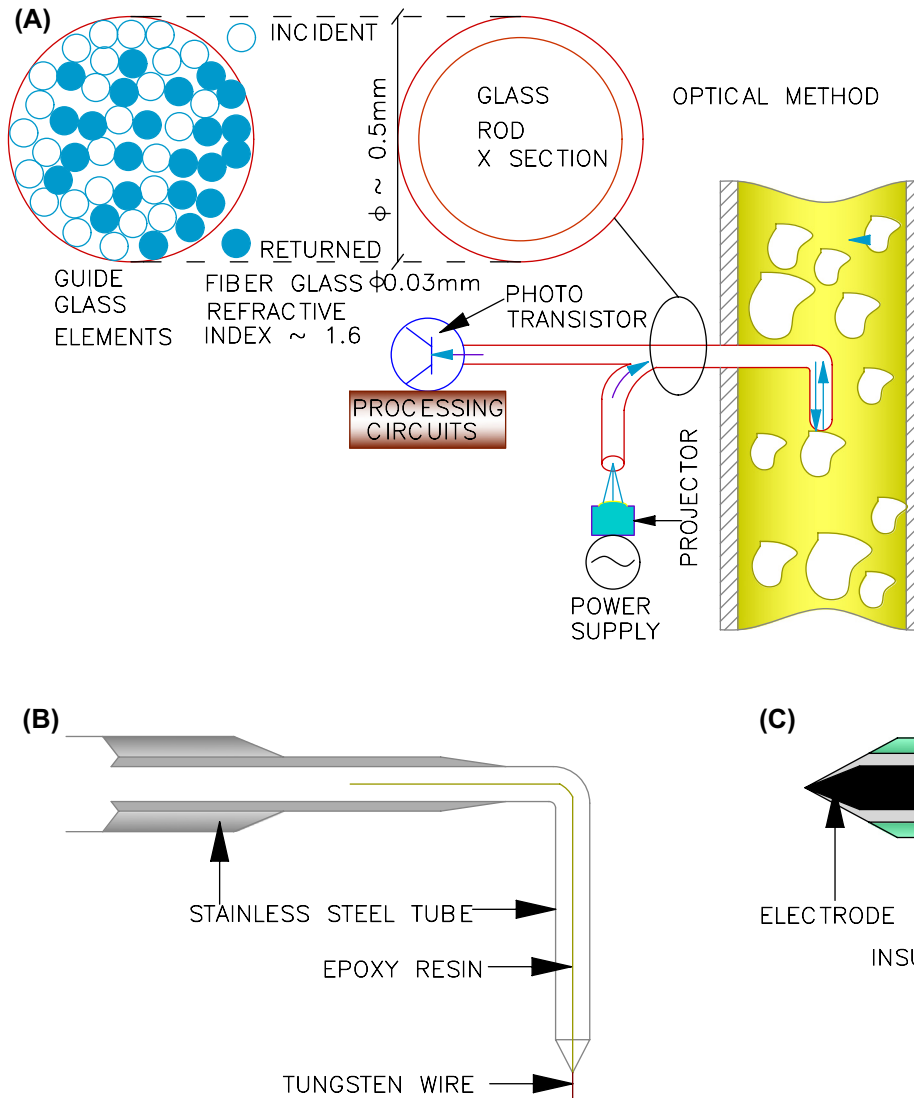 (A)
INCIDENT
ϕ ~ 0.5mm
GLASS
ROD
X SECTION
OPTICAL METHOD
RETURNED
GUIDE
GLASS
ELEMENTS
FIBER GLASS ϕ0.03mm
REFRACTIVE
INDEX ~ 1.6
PHOTO
TRANSISTOR
PROCESSING
CIRCUITS
PROJECTOR
POWER
SUPPLY
(B)
STAINLESS STEEL TUBE
EPOXY RESIN
TUNGSTEN WIRE
(C)
ELECTRODE
INSU